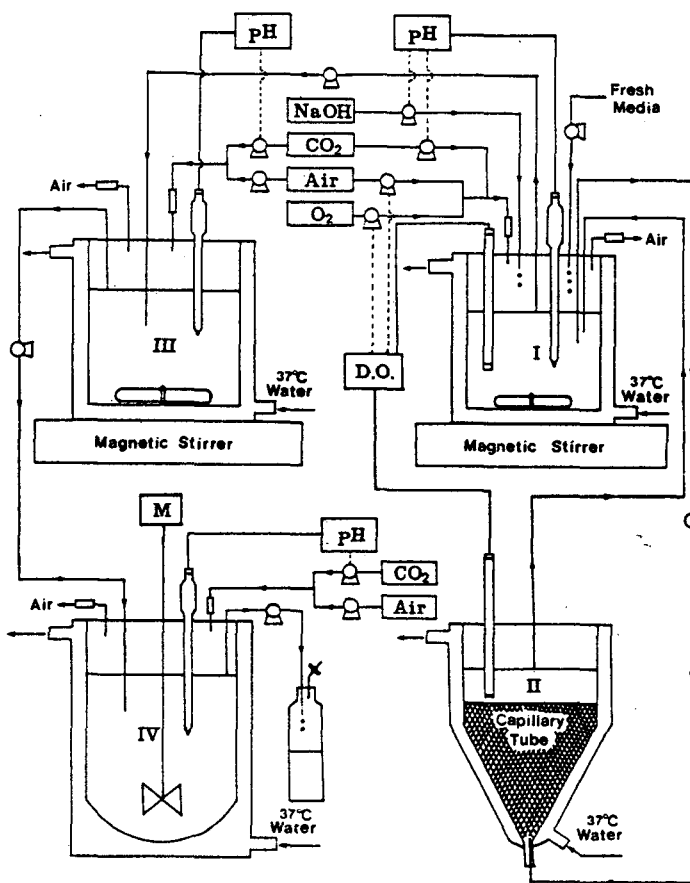 PH
PH
NaOH
CO₂
Air
O₂
Fresh
Media
Air
Air
III
I
D.O.
37°C
Water
37°C
Water
Magnetic Stirrer
Magnetic Stirrer
M
PH
CO₂
Air
Air
II
Capillary
Tube
IV
37°C
Water
37°C
Water